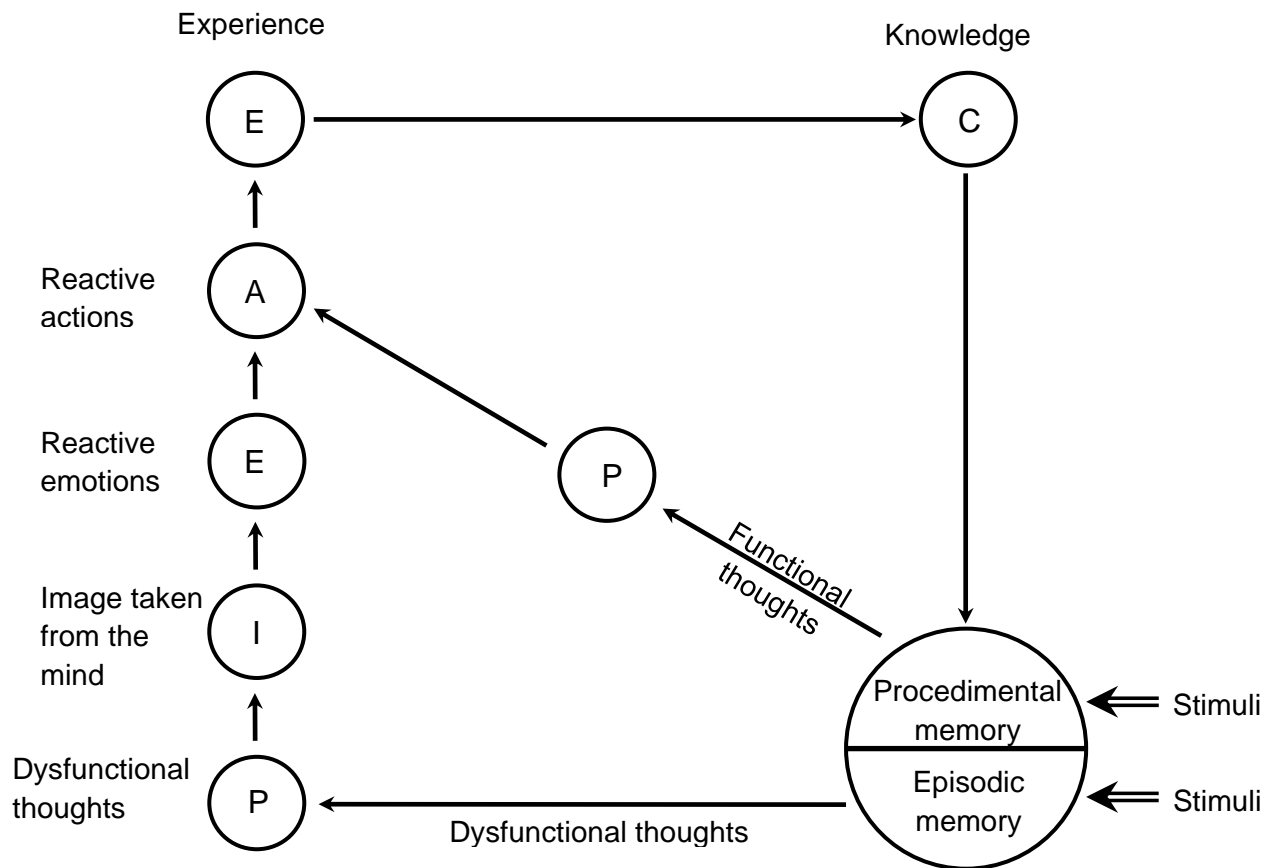 Experience
Knowledge
E
C
Reactive
actions
A
Reactive
emotions
E
P
Functional
thoughts
Image taken
from the
mind
I
Procedimental
memory
Stimuli
Dysfunctional
thoughts
P
Dysfunctional thoughts
Episodic
memory
Stimuli